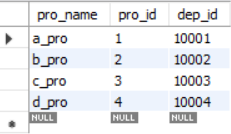 pro_name pro_id dep_id
a_pro 1 10001
b_pro 2 10002
c_pro 3 10003
d_pro 4 10004
NULL NULL NULL